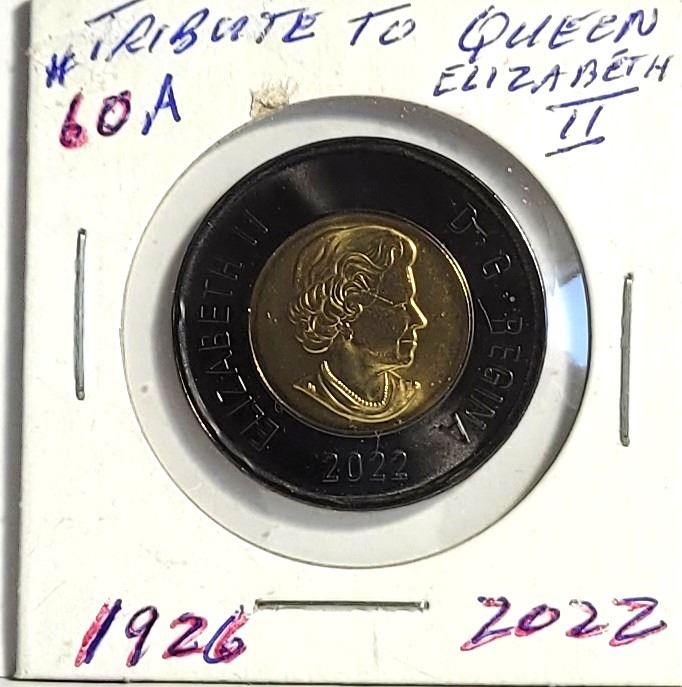 # TRIBUTE TO QUEEN
ELIZABETH
60A II
ELIZABETH II D·G·REGINA
2022
1926 2022